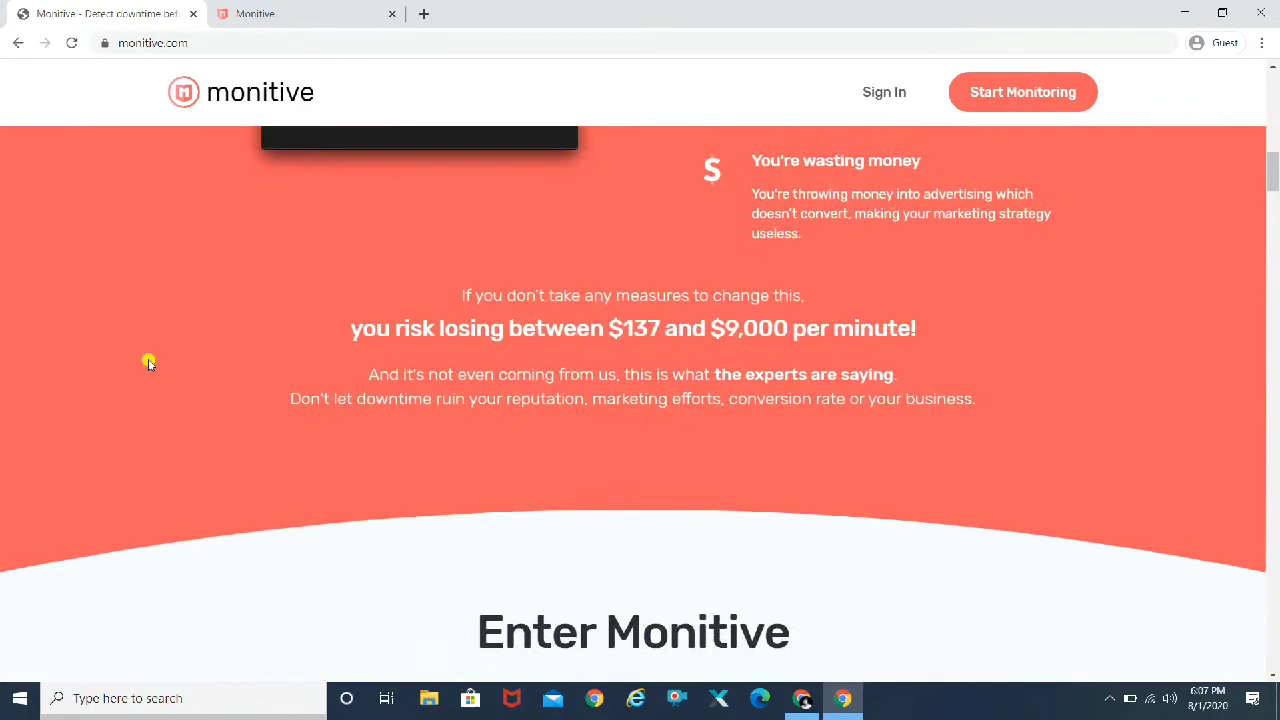 Monitive - Detect downtime bef
Monitive
monitive.com
Guest
monitive
Sign In
Start Monitoring
$
You're wasting money
You're throwing money into advertising which
doesn't convert, making your marketing strategy
useless.
If you don't take any measures to change this,
you risk losing between $137 and $9,000 per minute!
And it's not even coming from us, this is what the experts are saying.
Don't let downtime ruin your reputation, marketing efforts, conversion rate or your business.
Enter Monitive
Type here to search
6:07 PM
8/1/2020